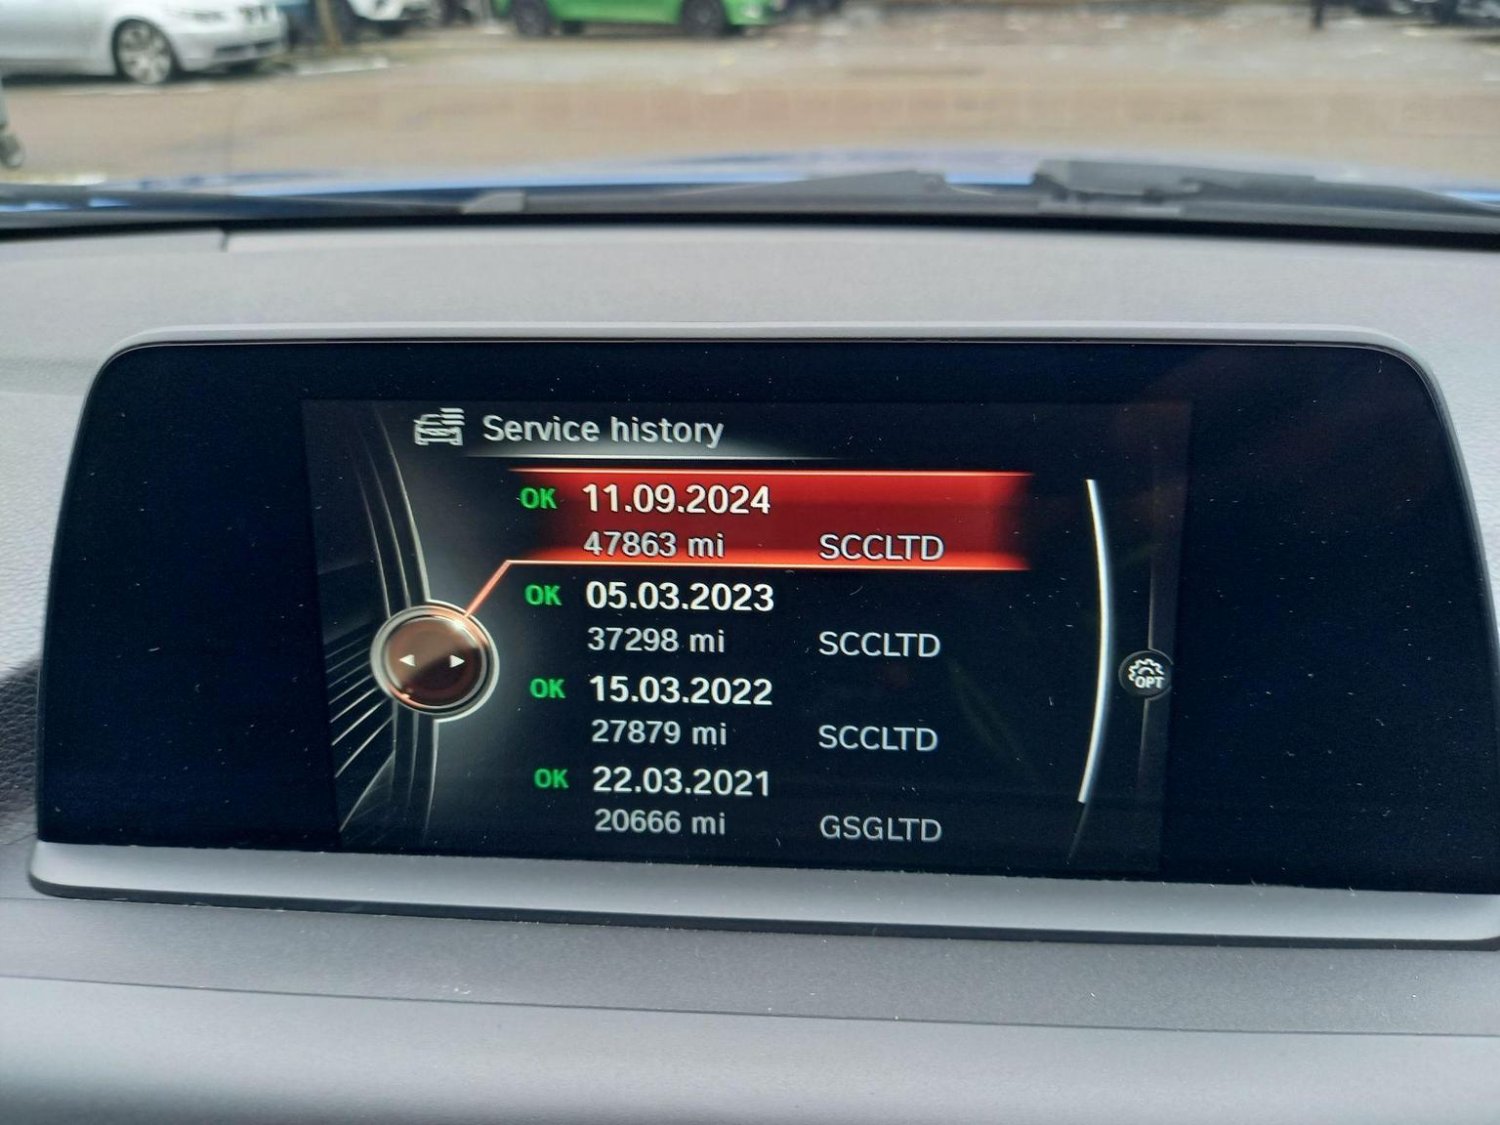 Service history
OK 11.09.2024
47863 mi SCCLTD
OK 05.03.2023
37298 mi SCCLTD
OK 15.03.2022
27879 mi SCCLTD
OK 22.03.2021
20666 mi GSGLTD
OPT